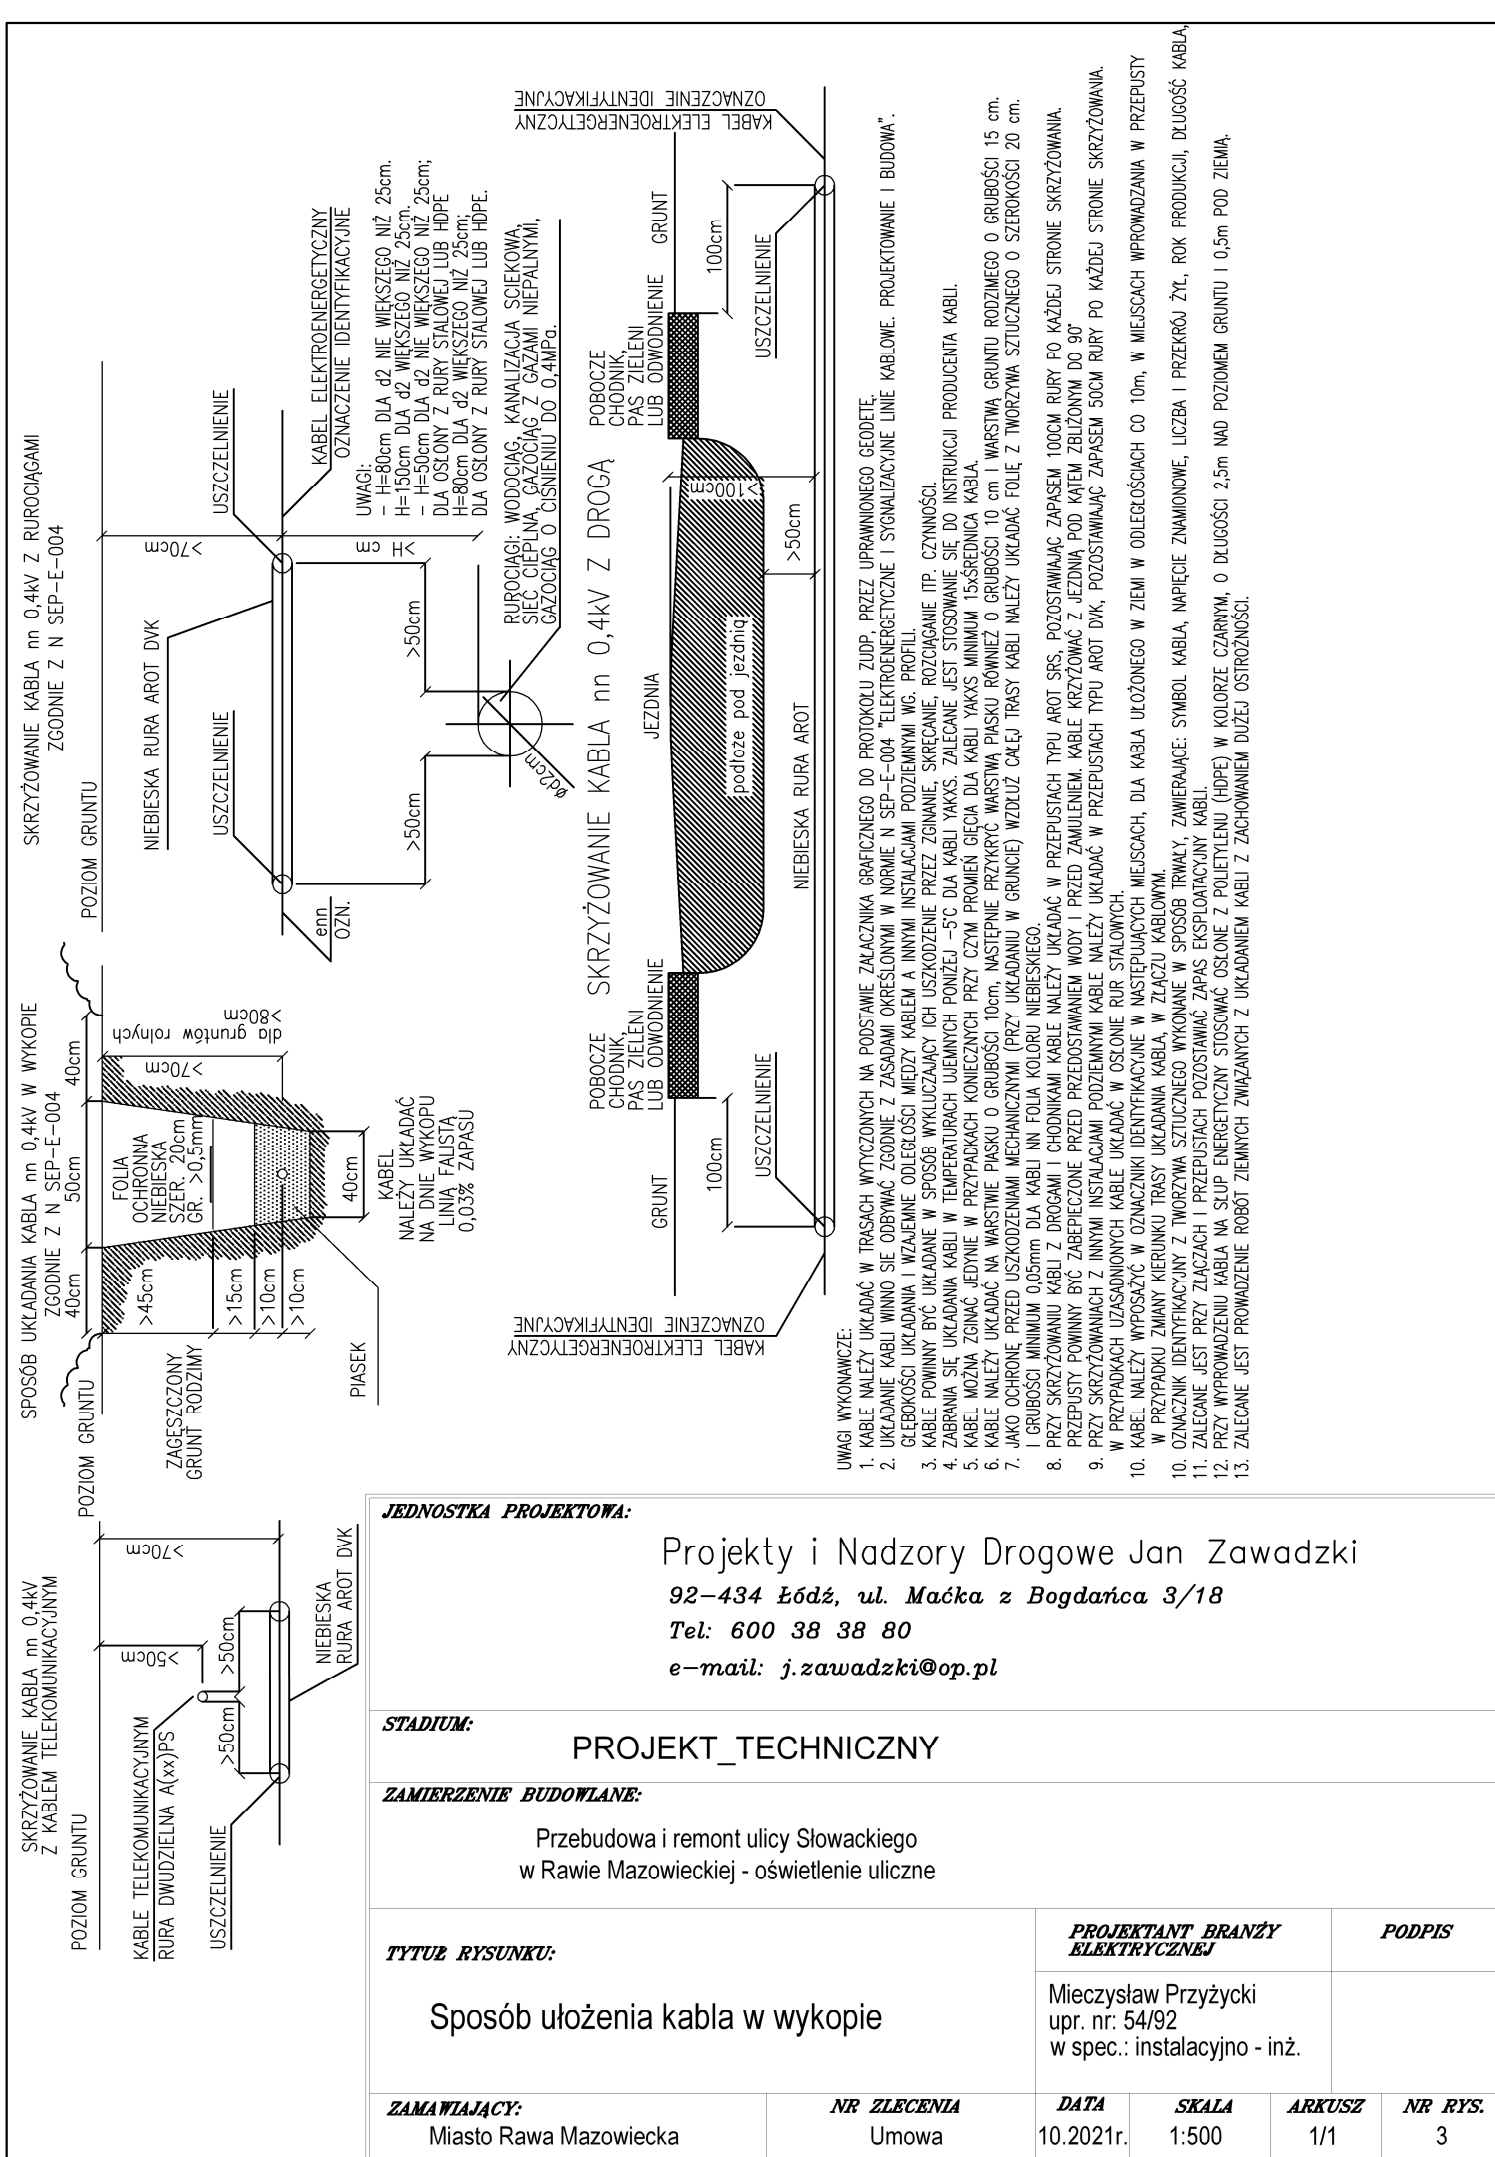 SKRZYŻOWANIE KABLA nn 0,4kV
Z KABLEM TELEKOMUNIKACYJNYM
POZIOM GRUNTU
>70cm
>50cm
KABLE TELEKOMUNIKACYJNYM
RURA DWUDZIELNA A(xx)PS
>50cm
>50cm
USZCZELNIENIE
NIEBIESKA
RURA AROT DVK
SPOSÓB UKŁADANIA KABLA nn 0,4kV W WYKOPIE
ZGODNIE Z N SEP-E-004
40cm
50cm
40cm
POZIOM GRUNTU
>45cm
>15cm
>10cm
>10cm
ZAGĘSZCZONY
GRUNT RODZIMY
PIASEK
FOLIA
OCHRONNA
NIEBIESKA
SZER. 20cm
GR. >0,5mm
>70cm
dla gruntów rolnych
>80cm
40cm
KABEL
NALEŻY UKŁADAĆ
NA DNIE WYKOPU
LINIĄ FALISTĄ
0,03% ZAPASU
SKRZYŻOWANIE KABLA nn 0,4kV Z RUROCIĄGAMI
ZGODNIE Z N SEP-E-004
POZIOM GRUNTU
NIEBIESKA RURA AROT DVK
USZCZELNIENIE
USZCZELNIENIE
enn
OZN.
>70cm
>H cm
>50cm
>50cm
ød2cm
KABEL ELEKTROENERGETYCZNY
OZNACZENIE IDENTYFIKACYJNE
UWAGI:
- H=80cm DLA d2 NIE WIĘKSZEGO NIŻ 25cm.
H=150cm DLA d2 WIĘKSZEGO NIŻ 25cm.
- H=50cm DLA d2 NIE WIĘKSZEGO NIŻ 25cm;
DLA OSŁONY Z RURY STALOWEJ LUB HDPE
H=80cm DLA d2 WIĘKSZEGO NIŻ 25cm;
DLA OSŁONY Z RURY STALOWEJ LUB HDPE.
RUROCIĄGI: WODOCIĄG, KANALIZACJA SCIEKOWA,
SIEĆ CIEPLNA, GAZOCIĄG Z GAZAMI NIEPALNYMI,
GAZOCIĄG O CIŚNIENIU DO 0,4MPa.
SKRZYŻOWANIE KABLA nn 0,4kV Z DROGĄ
POBOCZE
CHODNIK,
PAS ZIELENI
LUB ODWODNIENIE
GRUNT
100cm
USZCZELNIENIE
KABEL ELEKTROENERGETYCZNY
OZNACZENIE IDENTYFIKACYJNE
JEZDNIA
podłoże pod jezdnią
>100cm
>50cm
NIEBIESKA RURA AROT
POBOCZE
CHODNIK,
PAS ZIELENI
LUB ODWODNIENIE
GRUNT
100cm
USZCZELNIENIE
KABEL ELEKTROENERGETYCZNY
OZNACZENIE IDENTYFIKACYJNE
UWAGI WYKONAWCZE:
1. KABLE NALEŻY UKŁADAĆ W TRASACH WYTYCZONYCH NA PODSTAWIE ZAŁACZNIKA GRAFICZNEGO DO PROTOKOŁU ZUDP, PRZEZ UPRAWNIONEGO GEODETĘ,
2. UKŁADANIE KABLI WINNO SIE ODBYWAĆ ZGODNIE Z ZASADAMI OKREŚLONYMI W NORMIE N SEP-E-004 "ELEKTROENERGETYCZNE I SYGNALIZACYJNE LINIE KABLOWE. PROJEKTOWANIE I BUDOWA".
GŁĘBOKOŚCI UKŁADANIA I WZAJEMNE ODLEGŁOŚCI MIĘDZY KABLEM A INNYMI INSTALACJAMI PODZIEMNYMI WG. PROFILI.
3. KABLE POWINNY BYĆ UKŁADANE W SPOSÓB WYKLUCZAJĄCY ICH USZKODZENIE PRZEZ ZGINANIE, SKRĘCANIE, ROZCIĄGANIE ITP. CZYNNOŚCI.
4. ZABRANIA SIĘ UKŁADANIA KABLI W TEMPERATURACH UJEMNYCH PONIŻEJ -5°C DLA KABLI YAKXS. ZALECANE JEST STOSOWANIE SIĘ DO INSTRUKCJI PRODUCENTA KABLI.
5. KABEL MOŻNA ZGINAĆ JEDYNIE W PRZYPADKACH KONIECZNYCH PRZY CZYM PROMIEŃ GIĘCIA DLA KABLI YAKXS MINIMUM 15xŚREDNICA KABLA.
6. KABLE NALEŻY UKŁADAĆ NA WARSTWIE PIASKU O GRUBOŚCI 10cm, NASTĘPNIE PRZYKRYĆ WARSTWĄ PIASKU RÓWNIEŻ O GRUBOŚCI 10 cm I WARSTWĄ GRUNTU RODZIMEGO O GRUBOŚCI 15 cm.
7. JAKO OCHRONĘ PRZED USZKODZENIAMI MECHANICZNYMI (PRZY UKŁADANIU W GRUNCIE) WZDŁUŻ CAŁEJ TRASY KABLI NALEŻY UKŁADAĆ FOLIĘ Z TWORZYWA SZTUCZNEGO O SZEROKOŚCI 20 cm.
I GRUBOŚCI MINIMUM 0,05mm DLA KABLI NN FOLIA KOLORU NIEBIESKIEGO.
8. PRZY SKRZYŻOWANIU KABLI Z DROGAMI I CHODNIKAMI KABLE NALEŻY UKŁADAĆ W PRZEPUSTACH TYPU AROT SRS, POZOSTAWIAJĄC ZAPASEM 100CM RURY PO KAŻDEJ STRONIE SKRZYŻOWANIA.
PRZEPUSTY POWINNY BYĆ ZABEPIECZONE PRZED PRZEDOSTAWANIEM WODY I PRZED ZAMULENIEM. KABLE KRZYŻOWAĆ Z JEZDNIĄ POD KĄTEM ZBLIŻONYM DO 90°
9. PRZY SKRZYŻOWANIACH Z INNYMI INSTALACJAMI PODZIEMNYMI KABLE NALEŻY UKŁADAĆ W PRZEPUSTACH TYPU AROT DVK, POZOSTAWIAJĄC ZAPASEM 50CM RURY PO KAŻDEJ STRONIE SKRZYŻOWANIA.
W PRZYPADKACH UZASADNIONYCH KABLE UKŁADAĆ W OSŁONIE RUR STALOWYCH.
10. KABEL NALEŻY WYPOSAŻYĆ W OZNACZNIKI IDENTYFIKACYJNE W NASTĘPUJĄCYCH MIEJSCACH, DLA KABLA UŁOŻONEGO W ZIEMI W ODLEGŁOŚCIACH CO 10m, W MIEJSCACH WPROWADZANIA W PRZEPUSTY
W PRZYPADKU ZMIANY KIERUNKU TRASY UKŁADANIA KABLA, W ZŁĄCZU KABLOWYM.
10. OZNACZNIK IDENTYFIKACYJNY Z TWORZYWA SZTUCZNEGO WYKONANE W SPOSÓB TRWAŁY, ZAWIERAJĄCE: SYMBOL KABLA, NAPIĘCIE ZNAMIONOWE, LICZBA I PRZEKRÓJ ŻYŁ, ROK PRODUKCJI, DŁUGOŚĆ KABLA,
11. ZALECANE JEST PRZY ZŁĄCZACH I PRZEPUSTACH POZOSTAWIAĆ ZAPAS EKSPLOATACYJNY KABLI.
12. PRZY WYPROWADZENIU KABLA NA SŁUP ENERGETYCZNY STOSOWAĆ OSŁONE Z POLIETYLENU (HDPE) W KOLORZE CZARNYM, O DŁUGOŚCI 2,5m NAD POZIOMEM GRUNTU I 0,5m POD ZIEMIĄ.
13. ZALECANE JEST PROWADZENIE ROBÓT ZIEMNYCH ZWIĄZANYCH Z UKŁADANIEM KABLI Z ZACHOWANIEM DUŻEJ OSTROŻNOŚCI.
JEDNOSTKA PROJEKTOWA:
Projekty i Nadzory Drogowe Jan Zawadzki
92-434 Łódź, ul. Maćka z Bogdańca 3/18
Tel: 600 38 38 80
e-mail: j.zawadzki@op.pl
STADIUM:
PROJEKT_TECHNICZNY
ZAMIERZENIE BUDOWLANE:
Przebudowa i remont ulicy Słowackiego
w Rawie Mazowieckiej - oświetlenie uliczne
TYTUŁ RYSUNKU:
Sposób ułożenia kabla w wykopie
PROJEKTANT BRANŻY
ELEKTRYCZNEJ
PODPIS
Mieczysław Przyżycki
upr. nr: 54/92
w spec.: instalacyjno - inż.
ZAMAWIAJĄCY:
Miasto Rawa Mazowiecka
NR ZLECENIA
Umowa
DATA
10.2021r.
SKALA
1:500
ARKUSZ
1/1
NR RYS.
3